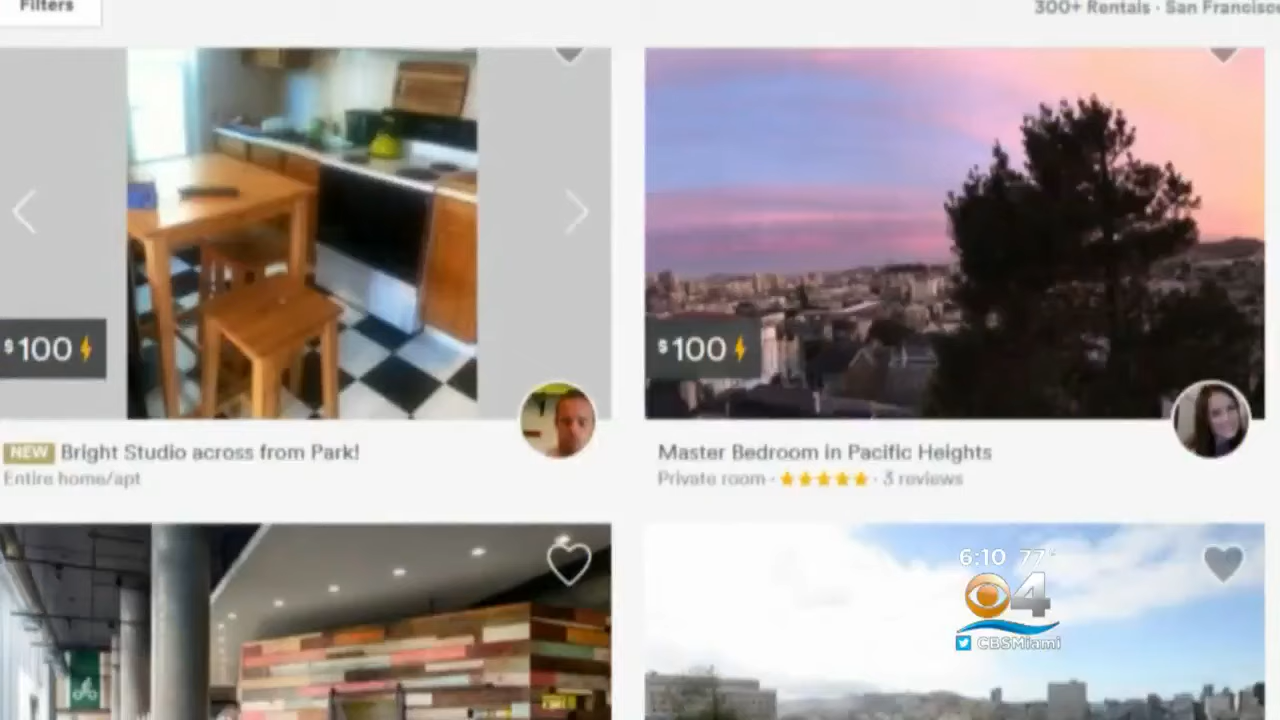 Filters
300+ Rentals · San Francisco
$100
$100
NEW Bright Studio across from Park!
Entire home/apt
Master Bedroom in Pacific Heights
Private room · ★★★★★ · 3 reviews
6:10 77°
4
CBSMiami